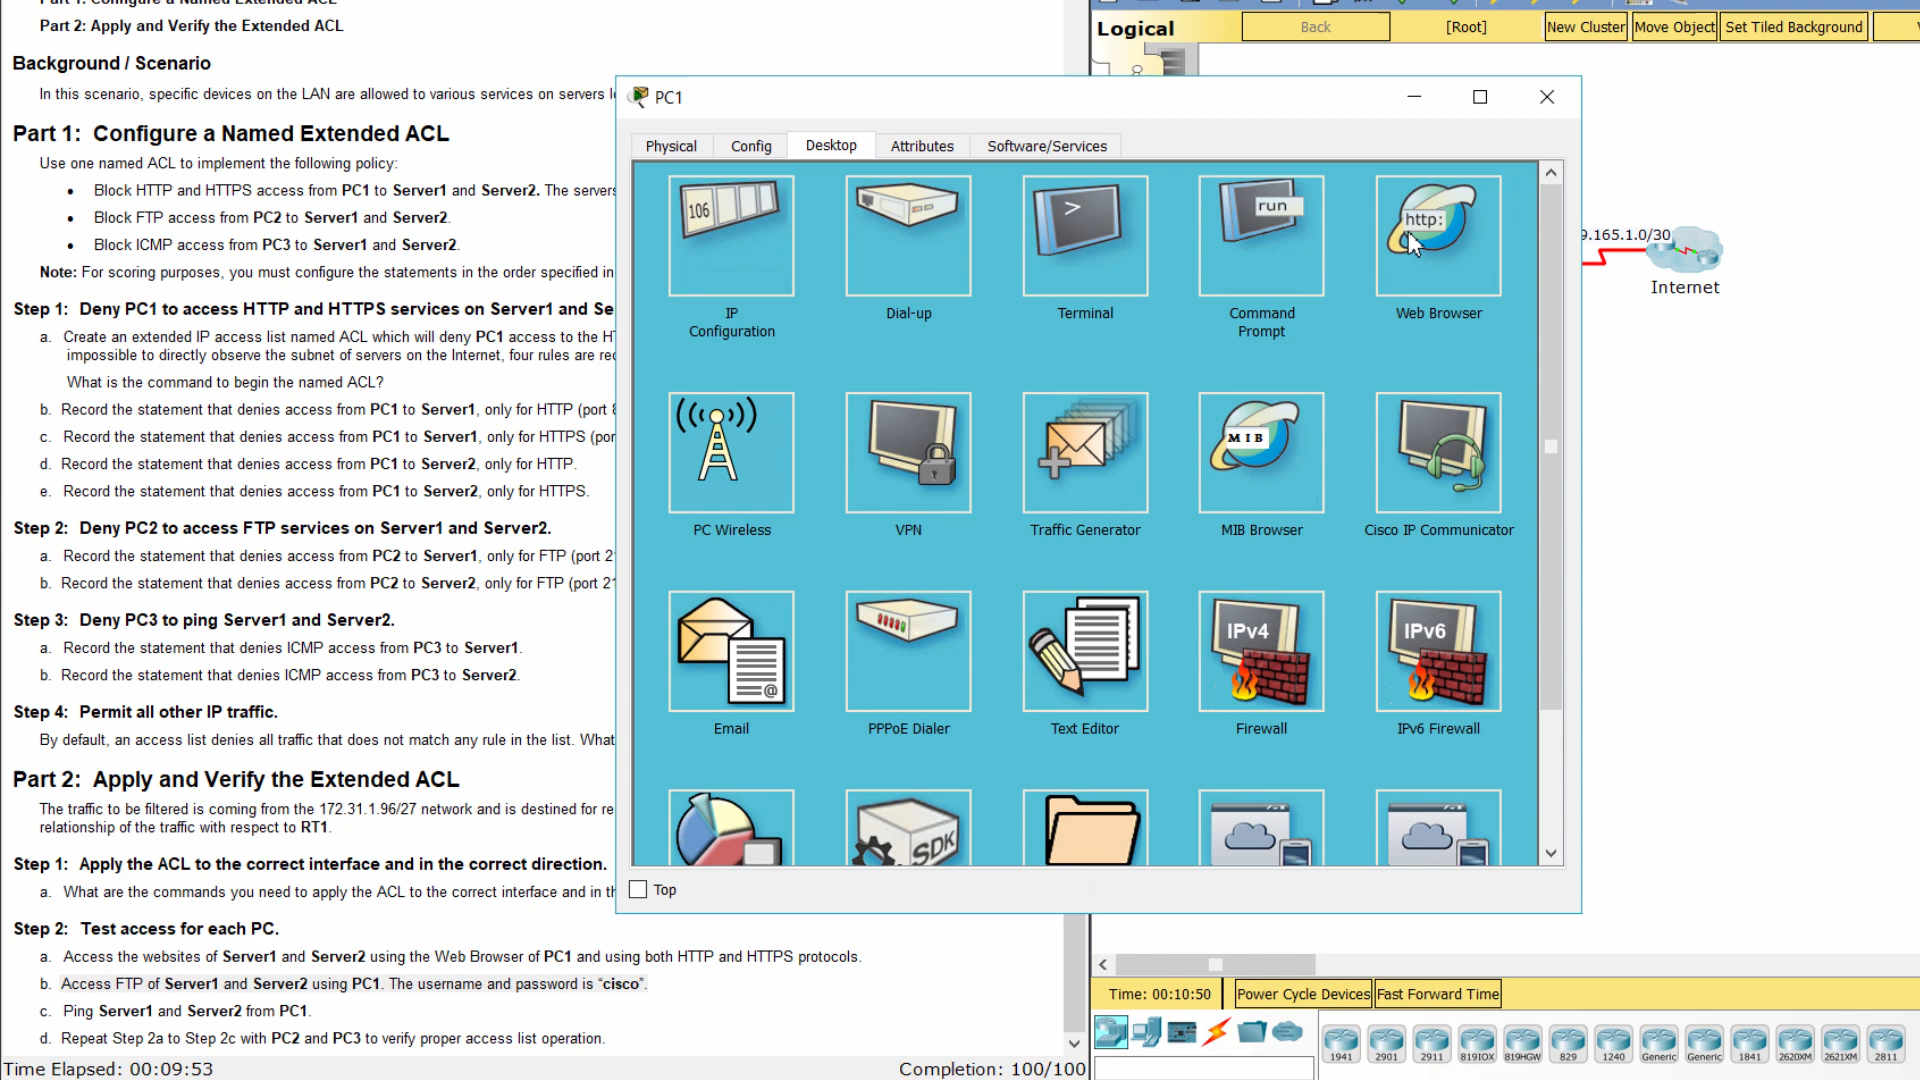 Part 1: Configure a Named Extended ACL
Part 2: Apply and Verify the Extended ACL
Background / Scenario
In this scenario, specific devices on the LAN are allowed to various services on servers
Part 1: Configure a Named Extended ACL
Use one named ACL to implement the following policy:
• Block HTTP and HTTPS access from PC1 to Server1 and Server2. The servers
• Block FTP access from PC2 to Server1 and Server2.
• Block ICMP access from PC3 to Server1 and Server2.
Note: For scoring purposes, you must configure the statements in the order specified in
Step 1: Deny PC1 to access HTTP and HTTPS services on Server1 and Se
a. Create an extended IP access list named ACL which will deny PC1 access to the HT
impossible to directly observe the subnet of servers on the Internet, four rules are re
What is the command to begin the named ACL?
b. Record the statement that denies access from PC1 to Server1, only for HTTP (port 8
c. Record the statement that denies access from PC1 to Server1, only for HTTPS (por
d. Record the statement that denies access from PC1 to Server2, only for HTTP.
e. Record the statement that denies access from PC1 to Server2, only for HTTPS.
Step 2: Deny PC2 to access FTP services on Server1 and Server2.
a. Record the statement that denies access from PC2 to Server1, only for FTP (port 2
b. Record the statement that denies access from PC2 to Server2, only for FTP (port 21
Step 3: Deny PC3 to ping Server1 and Server2.
a. Record the statement that denies ICMP access from PC3 to Server1.
b. Record the statement that denies ICMP access from PC3 to Server2.
Step 4: Permit all other IP traffic.
By default, an access list denies all traffic that does not match any rule in the list. What
Part 2: Apply and Verify the Extended ACL
The traffic to be filtered is coming from the 172.31.1.96/27 network and is destined for re
relationship of the traffic with respect to RT1.
Step 1: Apply the ACL to the correct interface and in the correct direction.
a. What are the commands you need to apply the ACL to the correct interface and in th
Step 2: Test access for each PC.
a. Access the websites of Server1 and Server2 using the Web Browser of PC1 and using both HTTP and HTTPS protocols.
b. Access FTP of Server1 and Server2 using PC1. The username and password is “cisco”.
c. Ping Server1 and Server2 from PC1.
d. Repeat Step 2a to Step 2c with PC2 and PC3 to verify proper access list operation.
Time Elapsed: 00:09:53
Completion: 100/100
PC1
Physical Config Desktop Attributes Software/Services
106
>
run
http:
IP Configuration
Dial-up
Terminal
Command Prompt
Web Browser
MIB
PC Wireless
VPN
Traffic Generator
MIB Browser
Cisco IP Communicator
@
IPv4
IPv6
Email
PPPoE Dialer
Text Editor
Firewall
IPv6 Firewall
SDK
Top
Logical
Back
[Root]
New Cluster
Move Object
Set Tiled Background
9.165.1.0/30
Internet
Time: 00:10:50
Power Cycle Devices
Fast Forward Time
1941 2901 2911 819IOX 819HGW 829 1240 Generic Generic 1841 2620XM 2621XM 2811